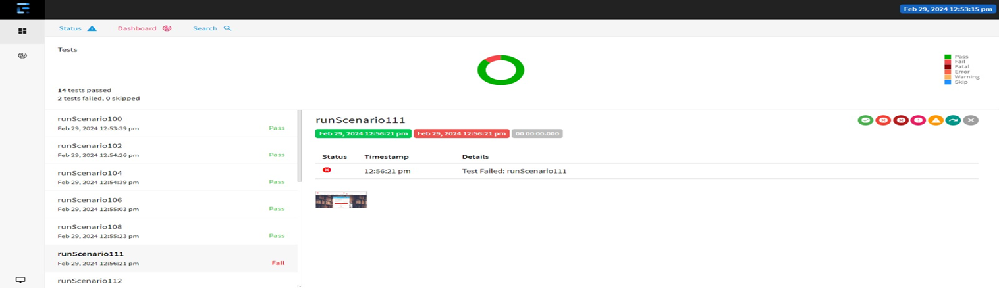 Feb 29, 2024 12:53:15 pm
Status
Dashboard
Search
Tests
14 tests passed
2 tests failed, 0 skipped
Pass
Fail
Fatal
Error
Warning
Skip
runScenario100
Feb 29, 2024 12:53:39 pm Pass
runScenario102
Feb 29, 2024 12:54:26 pm Pass
runScenario104
Feb 29, 2024 12:54:39 pm Pass
runScenario106
Feb 29, 2024 12:55:03 pm Pass
runScenario108
Feb 29, 2024 12:55:23 pm Pass
runScenario111
Feb 29, 2024 12:56:21 pm Fail
runScenario112
runScenario111
Feb 29, 2024 12:56:21 pm Feb 29, 2024 12:56:21 pm 00 00 00.000
Status Timestamp Details
12:56:21 pm Test Failed: runScenario111